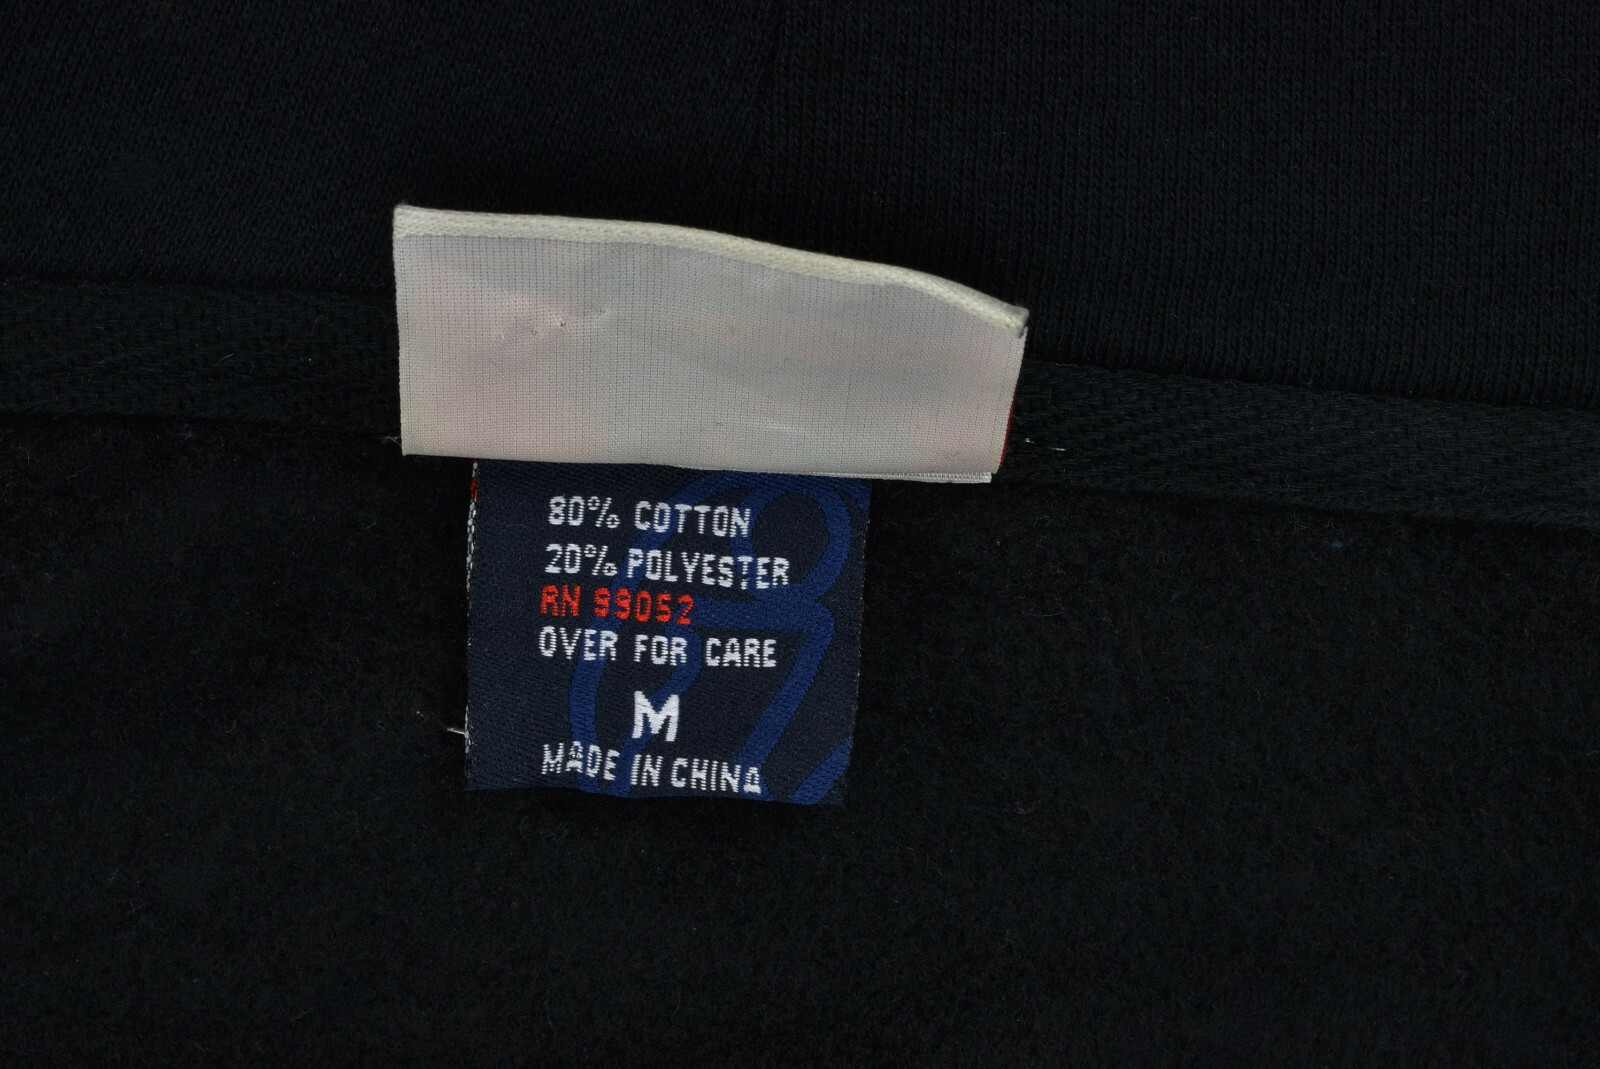 80% COTTON
20% POLYESTER
RN 99052
OVER FOR CARE
M
MADE IN CHINA